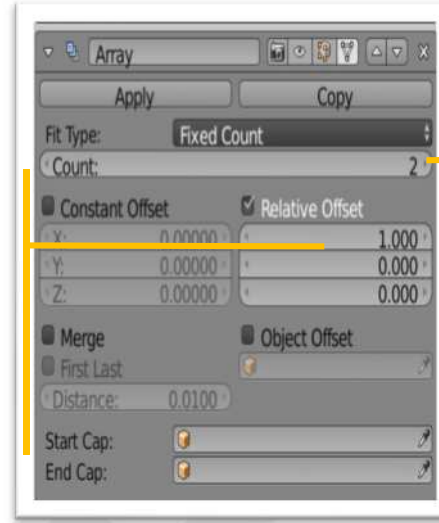 Array
Apply Copy
Fit Type: Fixed Count
Count: 2
Constant Offset Relative Offset
X: 0.00000 1.000
Y: 0.00000 0.000
Z: 0.00000 0.000
Merge Object Offset
First Last
Distance: 0.0100
Start Cap:
End Cap: